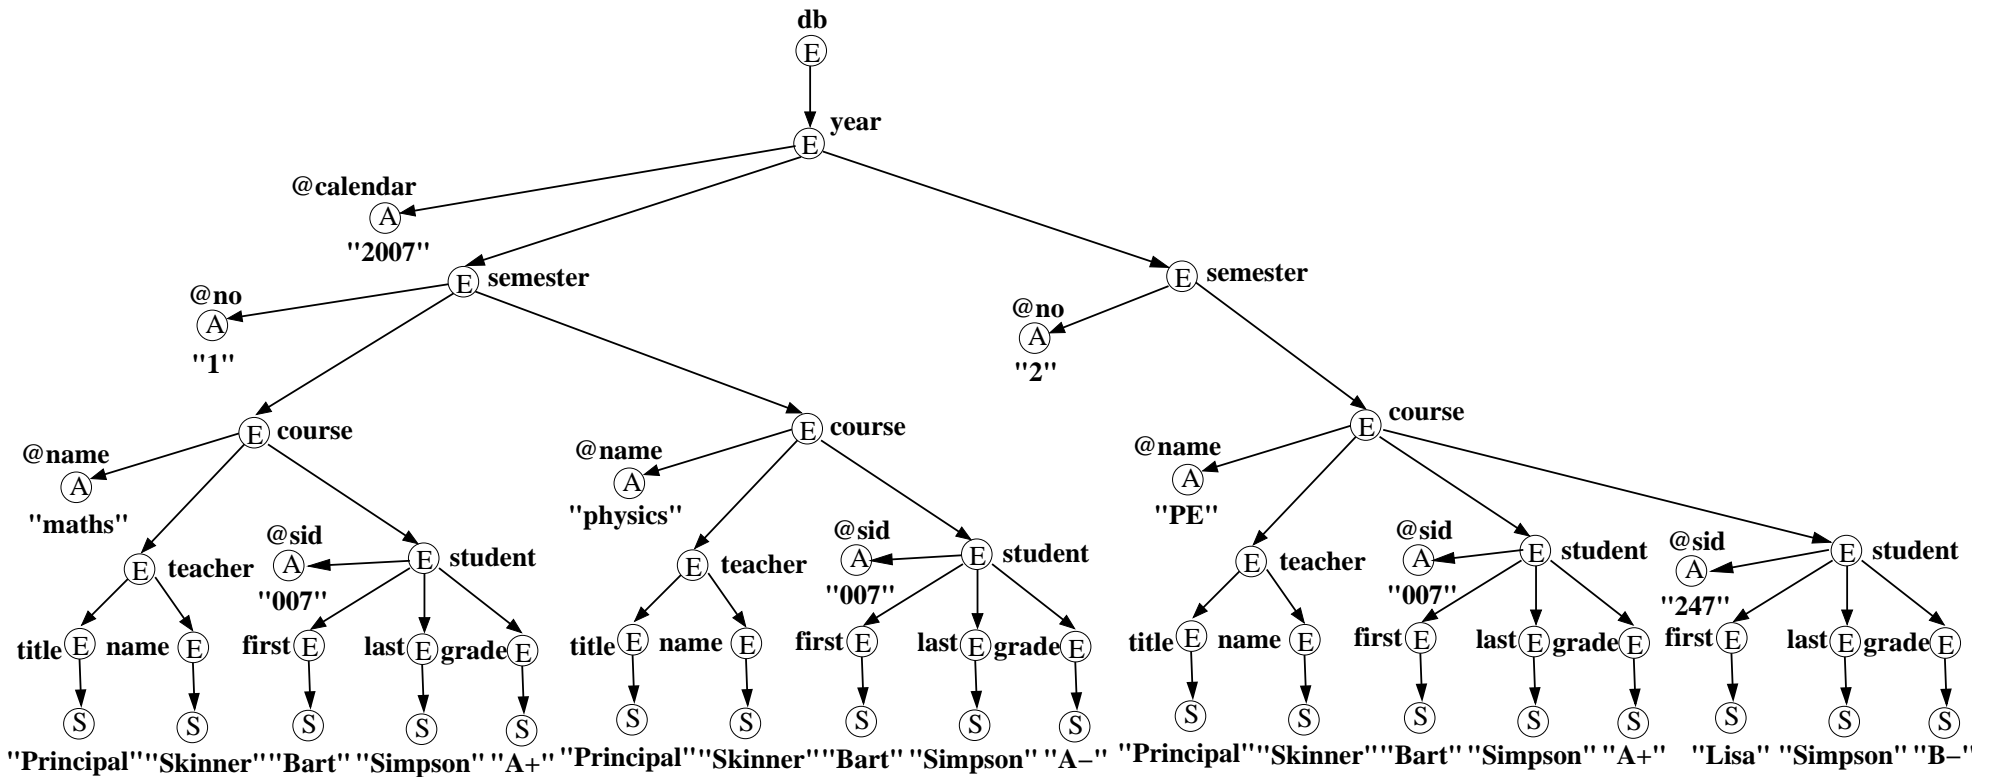 db
E
year
E
@calendar
A
"2007"
E semester
E semester
@no
A
"1"
@no
A
"2"
E course
E course
E course
@name
A
"maths"
@name
A
"physics"
@name
A
"PE"
E teacher
@sid
A
"007"
E student
E teacher
@sid
A
"007"
E student
E teacher
@sid
A
"007"
E student
@sid
A
"247"
E student
title E name E first E last E grade E title E name E first E last E grade E title E name E first E last E grade E first E last E grade E
S S S S S S S S S S S S S S S S S S
"Principal" "Skinner" "Bart" "Simpson" "A+" "Principal" "Skinner" "Bart" "Simpson" "A−" "Principal" "Skinner" "Bart" "Simpson" "A+" "Lisa" "Simpson" "B−"